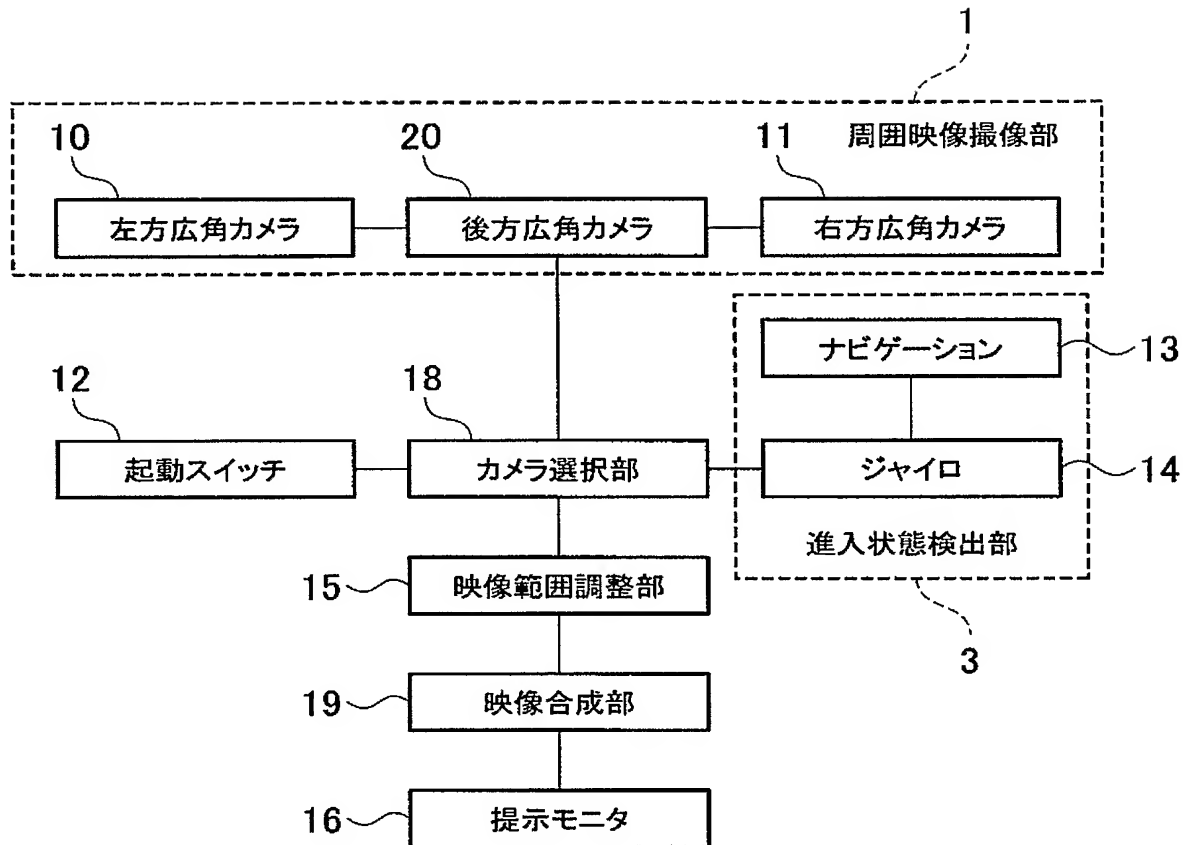 1
周囲映像撮像部
10
20
11
左方広角カメラ
後方広角カメラ
右方広角カメラ
ナビゲーション
13
12
18
起動スイッチ
カメラ選択部
ジャイロ
14
進入状態検出部
15
映像範囲調整部
3
19
映像合成部
16
提示モニタ